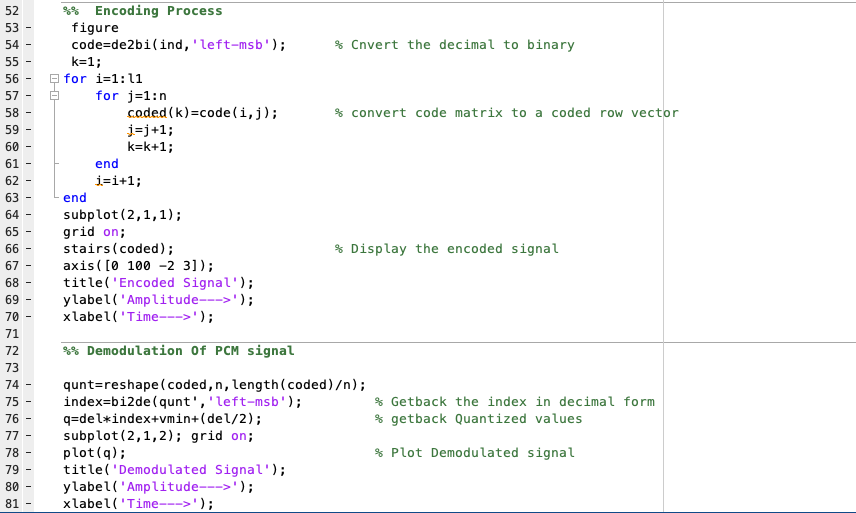 52 %%  Encoding Process
53 -  figure
54 -  code=de2bi(ind,'left-msb');      % Cnvert the decimal to binary
55 -  k=1;
56 - for i=1:l1
57 -     for j=1:n
58 -         coded(k)=code(i,j);       % convert code matrix to a coded row vector
59 -         j=j+1;
60 -         k=k+1;
61 -     end
62 -     i=i+1;
63 - end
64 - subplot(2,1,1);
65 - grid on;
66 - stairs(coded);                    % Display the encoded signal
67 - axis([0 100 -2 3]);
68 - title('Encoded Signal');
69 - ylabel('Amplitude--->');
70 - xlabel('Time--->');
71
72 %% Demodulation Of PCM signal
73
74 - qunt=reshape(coded,n,length(coded)/n);
75 - index=bi2de(qunt','left-msb');         % Getback the index in decimal form
76 - q=del*index+vmin+(del/2);              % getback Quantized values
77 - subplot(2,1,2); grid on;
78 - plot(q);                               % Plot Demodulated signal
79 - title('Demodulated Signal');
80 - ylabel('Amplitude--->');
81 - xlabel('Time--->');